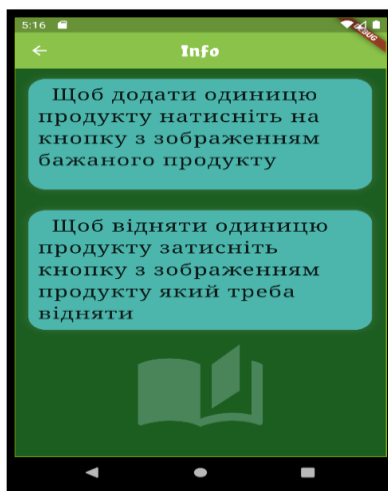 5:16
DEBUG
Info
Щоб додати одиницю
продукту натисніть на
кнопку з зображенням
бажаного продукту
Щоб відняти одиницю
продукту затисніть
кнопку з зображенням
продукту який треба
відняти